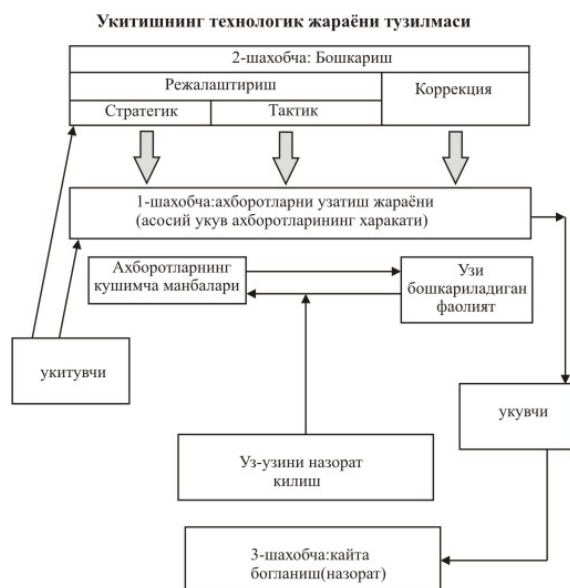 Укитишнинг технологик жараёни тузилмаси
2-шахобча: Бошкариш
Режалаштириш
Коррекция
Стратегик
Тактик
1-шахобча:ахборотларни узатиш жараёни
(асосий укув ахборотларининг харакати)
Ахборотларнинг
кушимча манбалари
Узи
бошкариладиган
фаолият
укитувчи
укувчи
Уз-узини назорат
килиш
3-шахобча:кайта
богланиш(назорат)